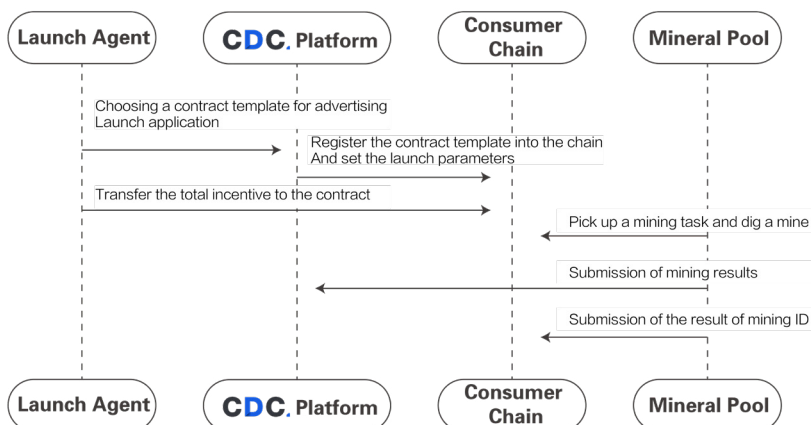 Launch Agent
CDC. Platform
Consumer
Chain
Mineral Pool
Choosing a contract template for advertising
Launch application
Register the contract template into the chain
And set the launch parameters
Transfer the total incentive to the contract
Pick up a mining task and dig a mine
Submission of mining results
Submission of the result of mining ID
Launch Agent
CDC. Platform
Consumer
Chain
Mineral Pool